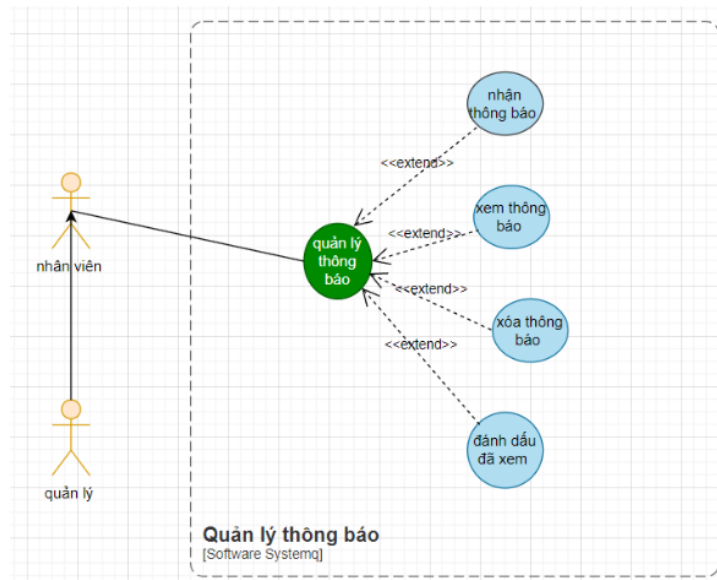 nhận
thông báo
<<extend>>
xem thông
báo
<<extend>>
quản lý
thông
báo
nhân viên
<<extend>>
xóa thông
báo
<<extend>>
đánh dấu
đã xem
quản lý
Quản lý thông báo
[Software Systemq]